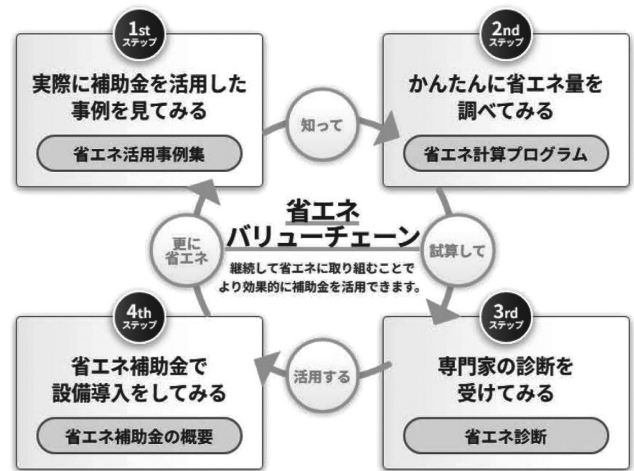 1st
ステップ
実際に補助金を活用した
事例を見てみる
省エネ活用事例集
知って
2nd
ステップ
かんたんに省エネ量を
調べてみる
省エネ計算プログラム
試算して
3rd
ステップ
専門家の診断を
受けてみる
省エネ診断
活用する
4th
ステップ
省エネ補助金で
設備導入をしてみる
省エネ補助金の概要
更に
省エネ
省エネ
バリューチェーン
継続して省エネに取り組むことで
より効果的に補助金を活用できます。